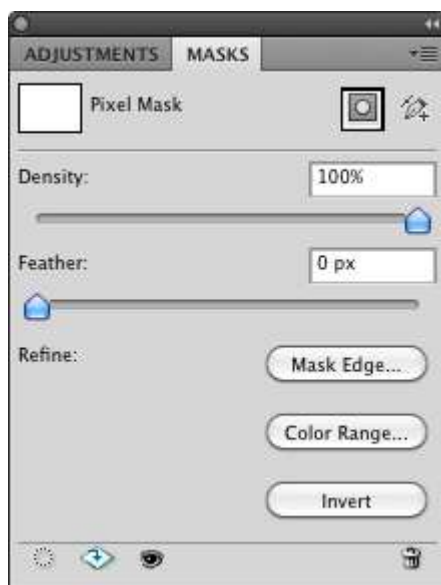 ADJUSTMENTS MASKS
Pixel Mask
Density: 100%
Feather: 0 px
Refine: Mask Edge...
Color Range...
Invert